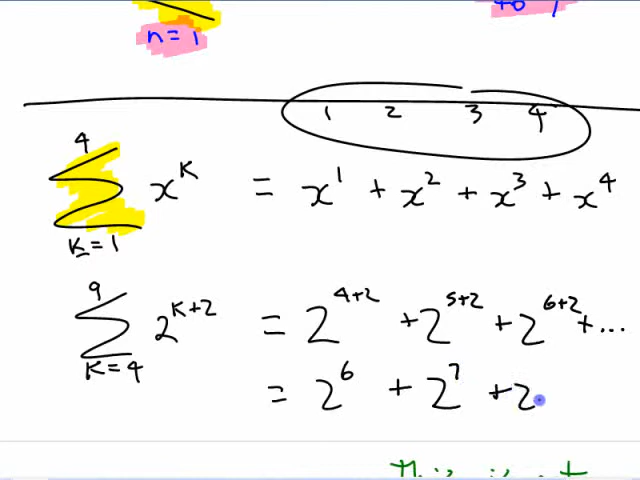 n=1
1 2 3 4
4
∑ x^K = x^1 + x^2 + x^3 + x^4
K=1
9
∑ 2^{K+2} = 2^{4+2} + 2^{5+2} + 2^{6+2} + ...
K=4
= 2^6 + 2^7 + 2